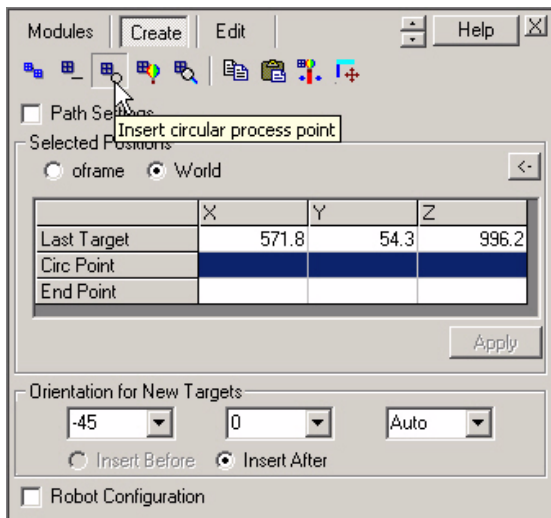 Modules Create Edit Help
Path Settings
Insert circular process point
Selected Positions
oframe World <-
X Y Z
Last Target 571.8 54.3 996.2
Circ Point
End Point
Apply
Orientation for New Targets
-45 0 Auto
Insert Before Insert After
Robot Configuration